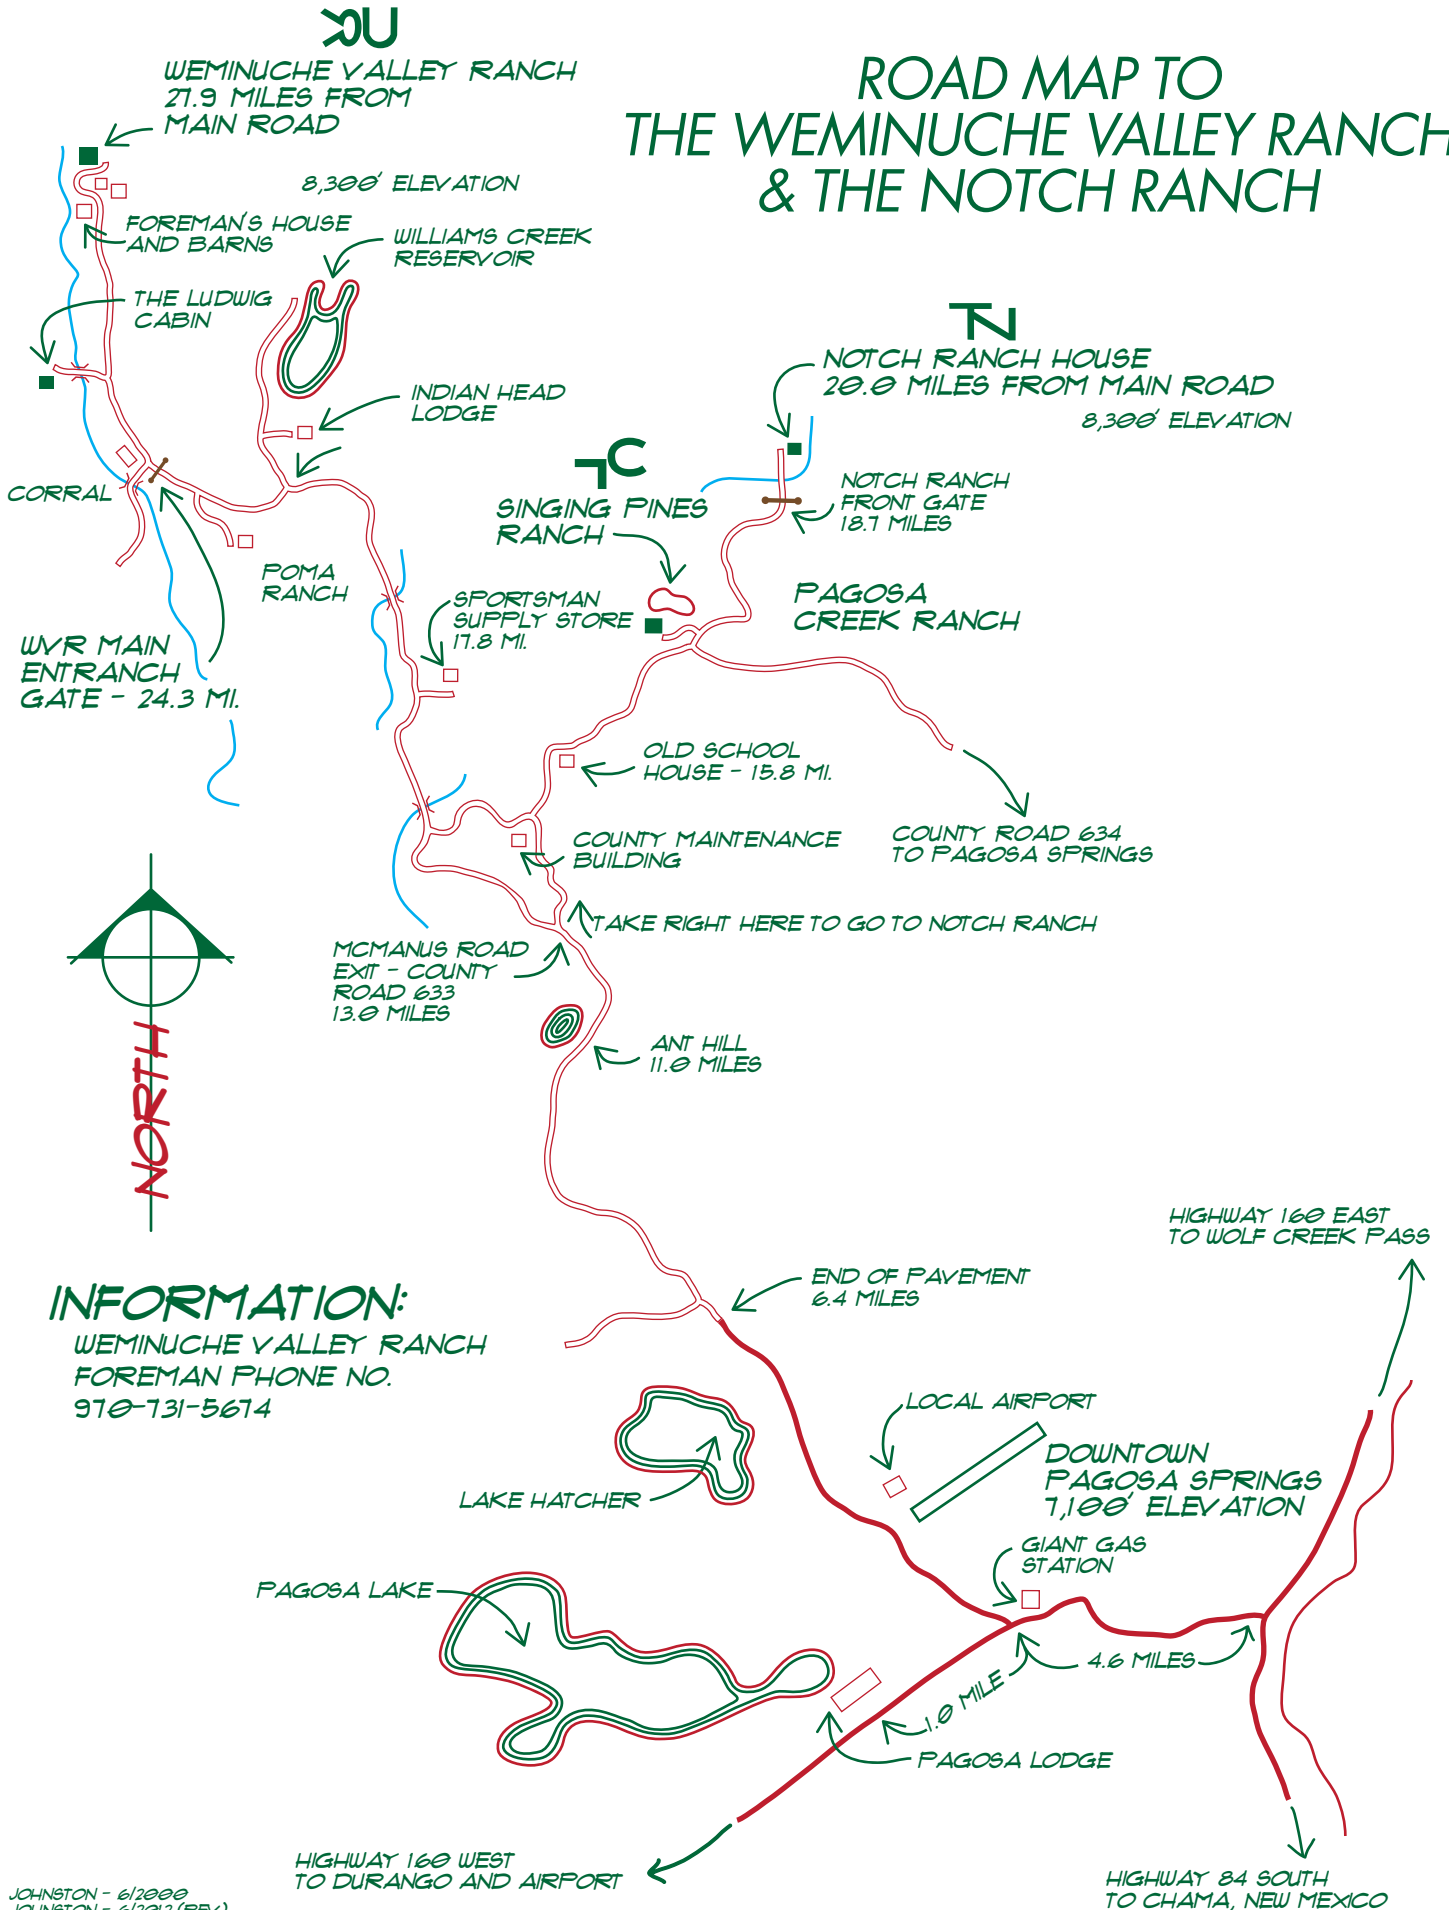 ROAD MAP TO
THE WEMINUCHE VALLEY RANCH
& THE NOTCH RANCH
RU
WEMINUCHE VALLEY RANCH
27.9 MILES FROM
MAIN ROAD
8,300' ELEVATION
FOREMAN'S HOUSE
AND BARNS
WILLIAMS CREEK
RESERVOIR
THE LUDWIG
CABIN
INDIAN HEAD
LODGE
TN
NOTCH RANCH HOUSE
20.0 MILES FROM MAIN ROAD
8,300' ELEVATION
CORRAL
SINGING PINES
RANCH
NOTCH RANCH
FRONT GATE
18.7 MILES
POMA
RANCH
SPORTSMAN
SUPPLY STORE
17.8 MI.
PAGOSA
CREEK RANCH
WVR MAIN
ENTRANCH
GATE - 24.3 MI.
OLD SCHOOL
HOUSE - 15.8 MI.
COUNTY MAINTENANCE
BUILDING
COUNTY ROAD 634
TO PAGOSA SPRINGS
TAKE RIGHT HERE TO GO TO NOTCH RANCH
MCMANUS ROAD
EXIT - COUNTY
ROAD 633
13.0 MILES
ANT HILL
11.0 MILES
NORTH
HIGHWAY 160 EAST
TO WOLF CREEK PASS
END OF PAVEMENT
6.4 MILES
INFORMATION:
WEMINUCHE VALLEY RANCH
FOREMAN PHONE NO.
970-731-5674
LOCAL AIRPORT
DOWNTOWN
PAGOSA SPRINGS
7,100' ELEVATION
LAKE HATCHER
GIANT GAS
STATION
PAGOSA LAKE
4.6 MILES
1.0 MILE
PAGOSA LODGE
HIGHWAY 160 WEST
TO DURANGO AND AIRPORT
HIGHWAY 84 SOUTH
TO CHAMA, NEW MEXICO
JOHNSTON - 6/2000
JOHNSTON - 6/2012 (REV.)